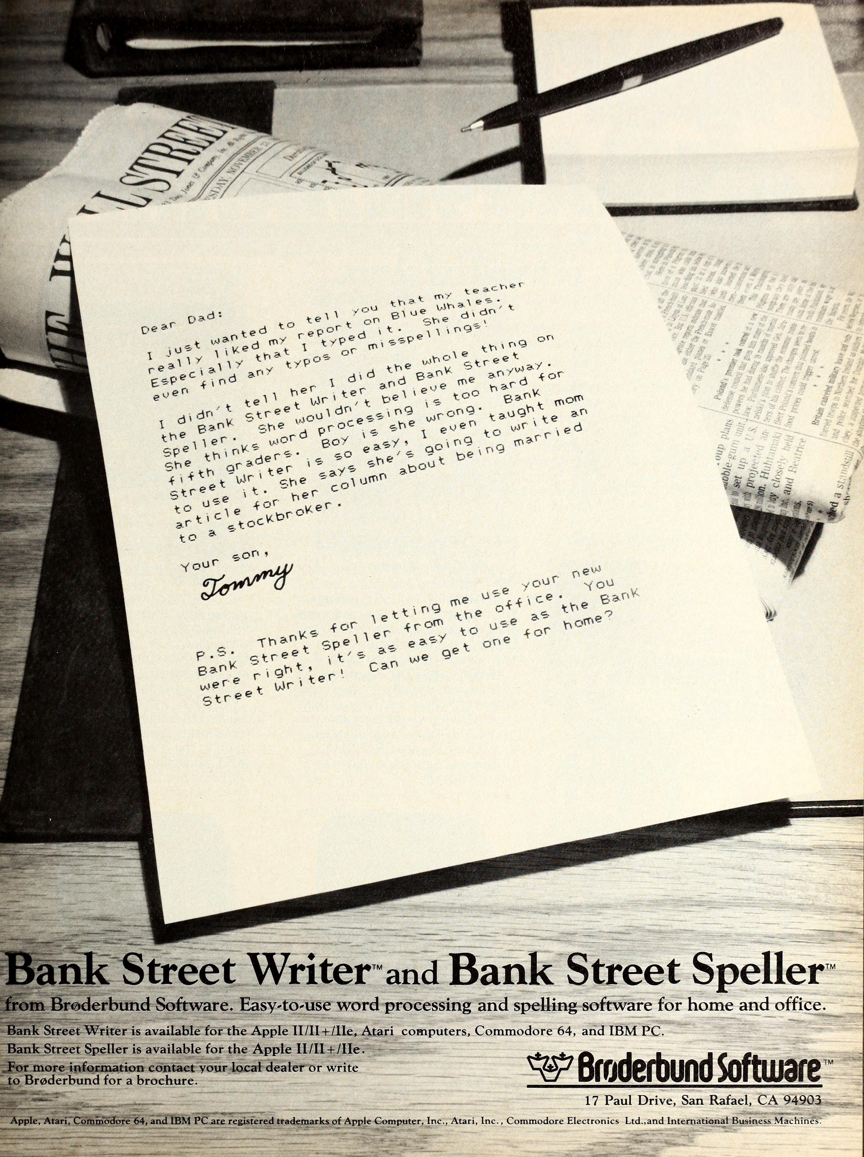 THE WALL STREET
Dear Dad:
I just wanted to tell you that my teacher
really liked my report on Blue Whales.
Especially that I typed it. She didn't
even find any typos or misspellings!
I didn't tell her I did the whole thing on
the Bank Street Writer and Bank Street
Speller. She wouldn't believe me anyway.
She thinks word processing is too hard for
fifth graders. Boy is she wrong. Bank
Street Writer is so easy, I even taught mom
to use it. She says she's going to write an
article for her column about being married
to a stockbroker.
Your son,
Tommy
P.S. Thanks for letting me use your new
Bank Street Speller from the office. You
were right, it's as easy to use as the Bank
Street Writer! Can we get one for home?
Bank Street Writer™ and Bank Street Speller™
from Brøderbund Software. Easy-to-use word processing and spelling software for home and office.
Bank Street Writer is available for the Apple II/II+/IIe, Atari computers, Commodore 64, and IBM PC.
Bank Street Speller is available for the Apple II/II+/IIe.
For more information contact your local dealer or write
to Brøderbund for a brochure.
Brøderbund Software™
17 Paul Drive, San Rafael, CA 94903
Apple, Atari, Commodore 64, and IBM PC are registered trademarks of Apple Computer, Inc., Atari, Inc., Commodore Electronics Ltd., and International Business Machines.